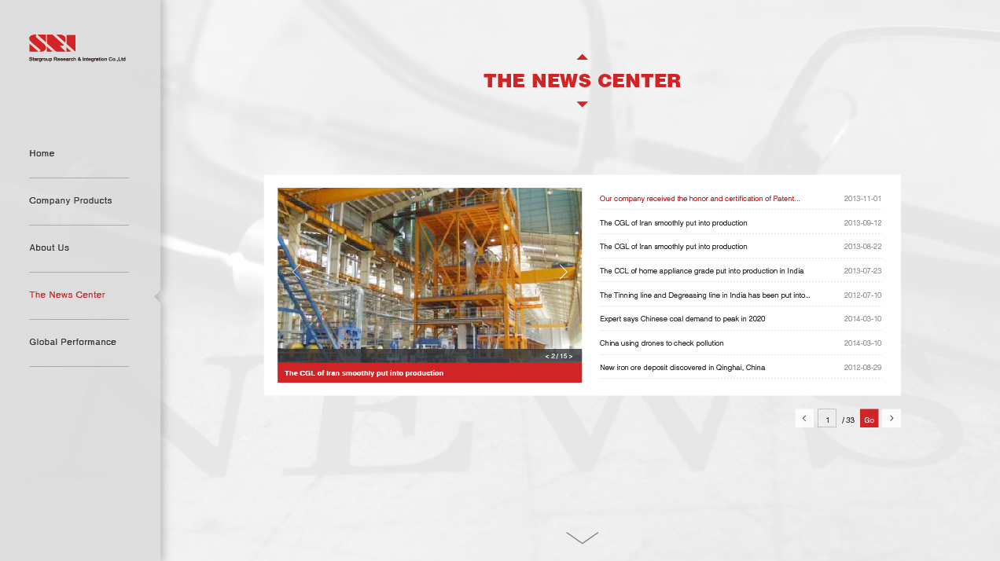 SRI
Stargroup Research & Integration Co.,Ltd
Home
Company Products
About Us
The News Center
Global Performance
THE NEWS CENTER
< 2 / 15 >
The CGL of Iran smoothly put into production
Our company received the honor and certification of Patent... 2013-11-01
The CGL of Iran smoothly put into production 2013-09-12
The CGL of Iran smoothly put into production 2013-08-22
The CCL of home appliance grade put into production in India 2013-07-23
The Tinning line and Degreasing line in India has been put into... 2012-07-10
Expert says Chinese coal demand to peak in 2020 2014-03-10
China using drones to check pollution 2014-03-10
New iron ore deposit discovered in Qinghai, China 2012-08-29
1 / 33 Go
NEWS